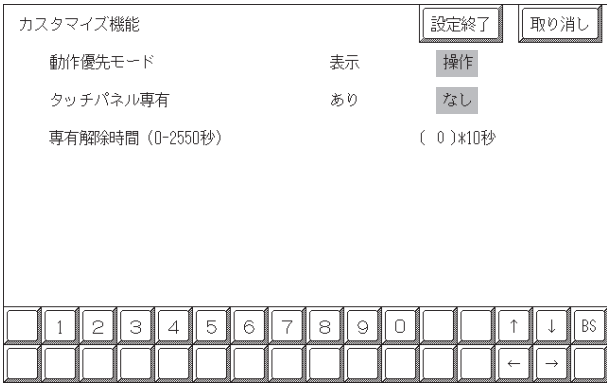 カスタマイズ機能 設定終了 取り消し
動作優先モード 表示 操作
タッチパネル専有 あり なし
専有解除時間（0-2550秒） （ 0 ）*10秒
1 2 3 4 5 6 7 8 9 0 ↑ ↓ BS
← →